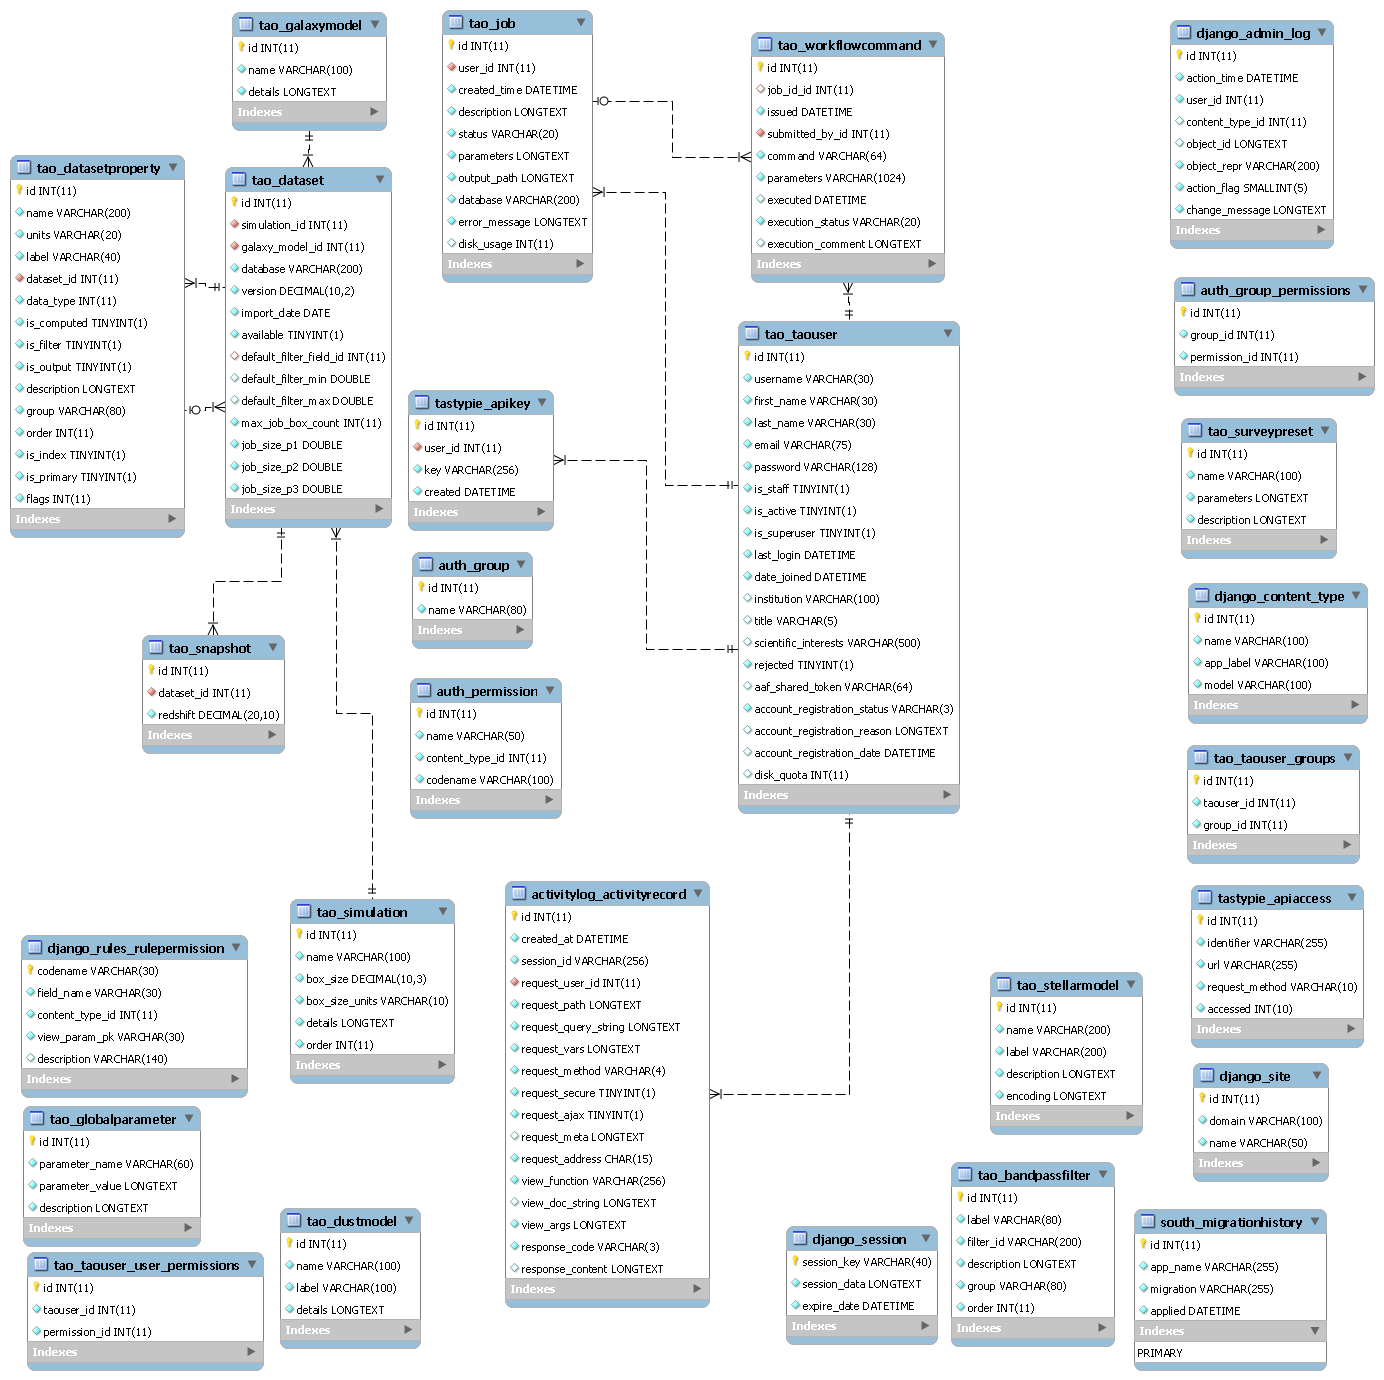 tao_galaxymodel
id INT(11)
name VARCHAR(100)
details LONGTEXT
Indexes
tao_job
id INT(11)
user_id INT(11)
created_time DATETIME
description LONGTEXT
status VARCHAR(20)
parameters LONGTEXT
output_path LONGTEXT
database VARCHAR(200)
error_message LONGTEXT
disk_usage INT(11)
Indexes
tao_workflowcommand
id INT(11)
job_id_id INT(11)
issued DATETIME
submitted_by_id INT(11)
command VARCHAR(64)
parameters VARCHAR(1024)
executed DATETIME
execution_status VARCHAR(20)
execution_comment LONGTEXT
Indexes
django_admin_log
id INT(11)
action_time DATETIME
user_id INT(11)
content_type_id INT(11)
object_id LONGTEXT
object_repr VARCHAR(200)
action_flag SMALLINT(5)
change_message LONGTEXT
Indexes
tao_datasetproperty
id INT(11)
name VARCHAR(200)
units VARCHAR(20)
label VARCHAR(40)
dataset_id INT(11)
data_type INT(11)
is_computed TINYINT(1)
is_filter TINYINT(1)
is_output TINYINT(1)
description LONGTEXT
group VARCHAR(80)
order INT(11)
is_index TINYINT(1)
is_primary TINYINT(1)
flags INT(11)
Indexes
tao_dataset
id INT(11)
simulation_id INT(11)
galaxy_model_id INT(11)
database VARCHAR(200)
version DECIMAL(10,2)
import_date DATE
available TINYINT(1)
default_filter_field_id INT(11)
default_filter_min DOUBLE
default_filter_max DOUBLE
max_job_box_count INT(11)
job_size_p1 DOUBLE
job_size_p2 DOUBLE
job_size_p3 DOUBLE
Indexes
auth_group_permissions
id INT(11)
group_id INT(11)
permission_id INT(11)
Indexes
tao_taouser
id INT(11)
username VARCHAR(30)
first_name VARCHAR(30)
last_name VARCHAR(30)
email VARCHAR(75)
password VARCHAR(128)
is_staff TINYINT(1)
is_active TINYINT(1)
is_superuser TINYINT(1)
last_login DATETIME
date_joined DATETIME
institution VARCHAR(100)
title VARCHAR(5)
scientific_interests VARCHAR(500)
rejected TINYINT(1)
aaf_shared_token VARCHAR(64)
account_registration_status VARCHAR(3)
account_registration_reason LONGTEXT
account_registration_date DATETIME
disk_quota INT(11)
Indexes
tastypie_apikey
id INT(11)
user_id INT(11)
key VARCHAR(256)
created DATETIME
Indexes
tao_surveypreset
id INT(11)
name VARCHAR(100)
parameters LONGTEXT
description LONGTEXT
Indexes
auth_group
id INT(11)
name VARCHAR(80)
Indexes
django_content_type
id INT(11)
name VARCHAR(100)
app_label VARCHAR(100)
model VARCHAR(100)
Indexes
tao_snapshot
id INT(11)
dataset_id INT(11)
redshift DECIMAL(20,10)
Indexes
auth_permission
id INT(11)
name VARCHAR(50)
content_type_id INT(11)
codename VARCHAR(100)
Indexes
tao_taouser_groups
id INT(11)
taouser_id INT(11)
group_id INT(11)
Indexes
activitylog_activityrecord
id INT(11)
created_at DATETIME
session_id VARCHAR(256)
request_user_id INT(11)
request_path LONGTEXT
request_query_string LONGTEXT
request_vars LONGTEXT
request_method VARCHAR(4)
request_secure TINYINT(1)
request_ajax TINYINT(1)
request_meta LONGTEXT
request_address CHAR(15)
view_function VARCHAR(256)
view_doc_string LONGTEXT
view_args LONGTEXT
response_code VARCHAR(3)
response_content LONGTEXT
Indexes
tastypie_apiaccess
id INT(11)
identifier VARCHAR(255)
url VARCHAR(255)
request_method VARCHAR(10)
accessed INT(10)
Indexes
tao_simulation
id INT(11)
name VARCHAR(100)
box_size DECIMAL(10,3)
box_size_units VARCHAR(10)
details LONGTEXT
order INT(11)
Indexes
django_rules_rulepermission
codename VARCHAR(30)
field_name VARCHAR(30)
content_type_id INT(11)
view_param_pk VARCHAR(30)
description VARCHAR(140)
Indexes
tao_stellarmodel
id INT(11)
name VARCHAR(200)
label VARCHAR(200)
description LONGTEXT
encoding LONGTEXT
Indexes
django_site
id INT(11)
domain VARCHAR(100)
name VARCHAR(50)
Indexes
tao_globalparameter
id INT(11)
parameter_name VARCHAR(60)
parameter_value LONGTEXT
description LONGTEXT
Indexes
tao_bandpassfilter
id INT(11)
label VARCHAR(80)
filter_id VARCHAR(200)
description LONGTEXT
group VARCHAR(80)
order INT(11)
Indexes
tao_dustmodel
id INT(11)
name VARCHAR(100)
label VARCHAR(100)
details LONGTEXT
Indexes
south_migrationhistory
id INT(11)
app_name VARCHAR(255)
migration VARCHAR(255)
applied DATETIME
Indexes
PRIMARY
django_session
session_key VARCHAR(40)
session_data LONGTEXT
expire_date DATETIME
Indexes
tao_taouser_user_permissions
id INT(11)
taouser_id INT(11)
permission_id INT(11)
Indexes